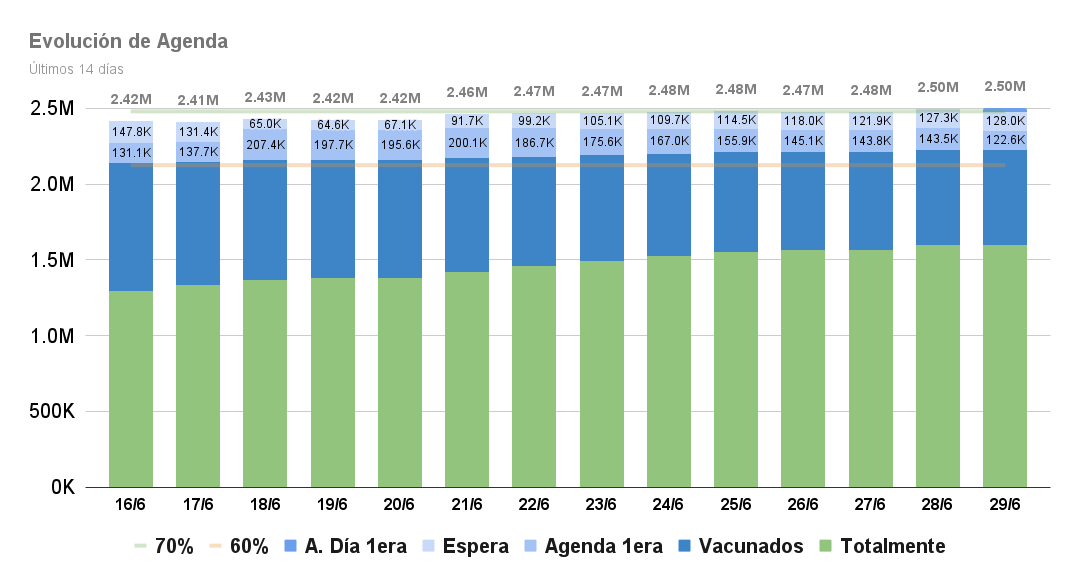 Evolución de Agenda
Últimos 14 días
2.42M 2.41M 2.43M 2.42M 2.42M 2.46M 2.47M 2.47M 2.48M 2.48M 2.47M 2.48M 2.50M 2.50M
2.5M
147.8K 131.4K 65.0K 64.6K 67.1K 91.7K 99.2K 105.1K 109.7K 114.5K 118.0K 121.9K 127.3K 128.0K
131.1K 137.7K 207.4K 197.7K 195.6K 200.1K 186.7K 175.6K 167.0K 155.9K 145.1K 143.8K 143.5K 122.6K
2.0M
1.5M
1.0M
500K
0K
16/6 17/6 18/6 19/6 20/6 21/6 22/6 23/6 24/6 25/6 26/6 27/6 28/6 29/6
70% 60% A. Día 1era Espera Agenda 1era Vacunados Totalmente